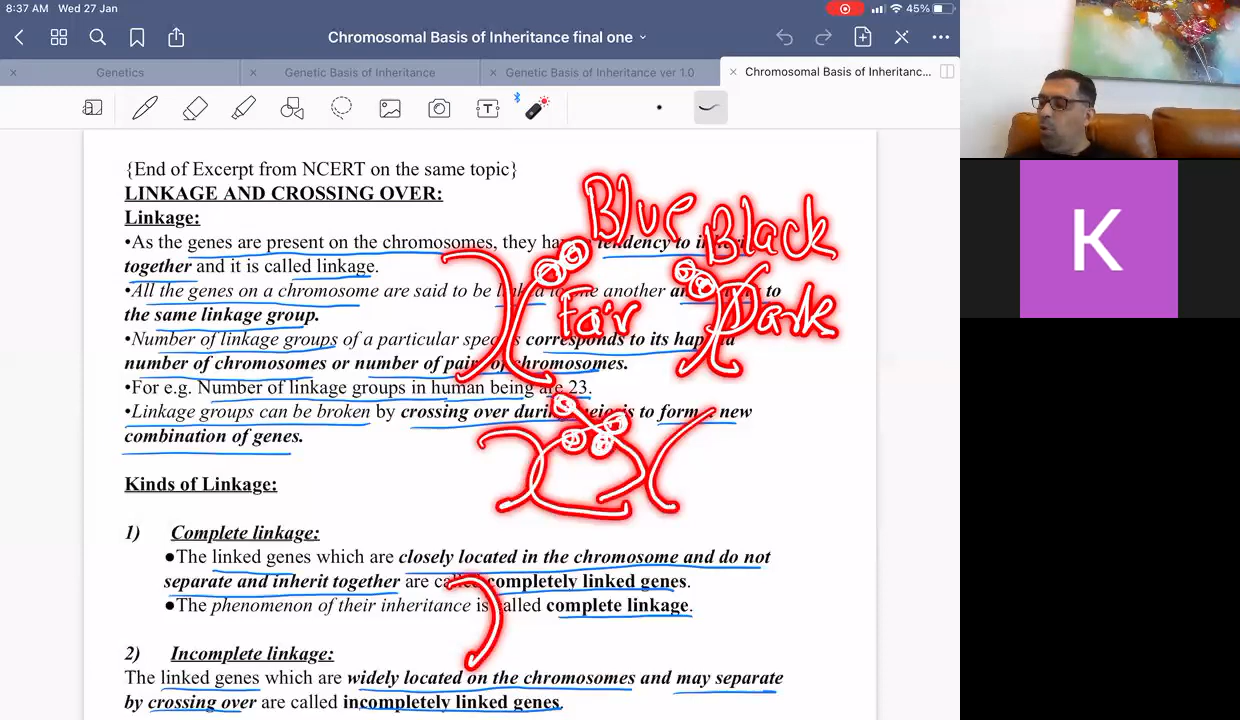 8:37 AM Wed 27 Jan
45%
Chromosomal Basis of Inheritance final one
Genetics
Genetic Basis of Inheritance
Genetic Basis of Inheritance ver 1.0
Chromosomal Basis of Inheritanc...
{End of Excerpt from NCERT on the same topic}
LINKAGE AND CROSSING OVER:
Linkage:
•As the genes are present on the chromosomes, they have tendency to
together and it is called linkage.
•All the genes on a chromosome are said to be linked to one another to
the same linkage group.
•Number of linkage groups of a particular species corresponds to its
number of chromosomes or number of pairs of chromosomes.
•For e.g. Number of linkage groups in human being are 23.
•Linkage groups can be broken by crossing over during meiosis to form new
combination of genes.
Blue
Black
Fair
Dark
K
Kinds of Linkage:
1) Complete linkage:
●The linked genes which are closely located in the chromosome and do not
separate and inherit together are called completely linked genes.
●The phenomenon of their inheritance is called complete linkage.
2) Incomplete linkage:
The linked genes which are widely located on the chromosomes and may separate
by crossing over are called incompletely linked genes.